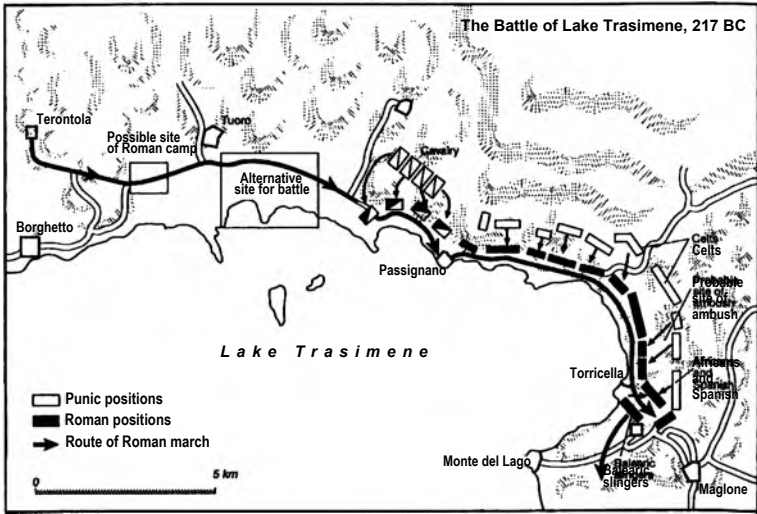 The Battle of Lake Trasimene, 217 BC
Terontola
Possible site
of Roman camp
Tuoro
Alternative
site for battle
Cavalry
Borghetto
Passignano
Celts
Probable
site of
ambush
Lake Trasimene
Torricella
Africans
and
Spanish
Punic positions
Roman positions
Route of Roman march
0
5 km
Monte del Lago
Balearic
slingers
Maglone